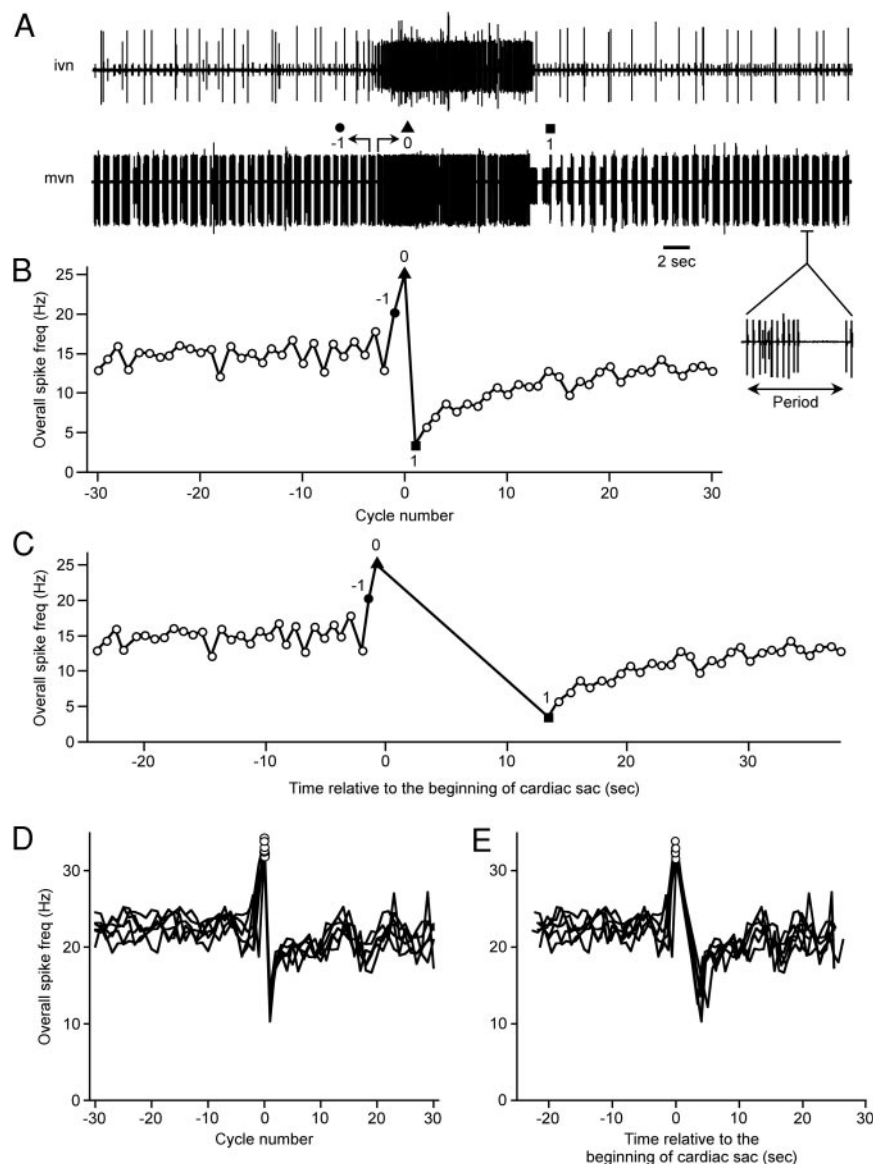 A
ivn
-1 0 1
mvn
2 sec
Period
B
0
-1
1
Overall spike freq (Hz)
25
20
15
10
5
0
-30 -20 -10 0 10 20 30
Cycle number
C
0
-1
1
Overall spike freq (Hz)
25
20
15
10
5
0
-20 -10 0 10 20 30
Time relative to the beginning of cardiac sac (sec)
D
Overall spike freq (Hz)
30
20
10
0
-30 -20 -10 0 10 20 30
Cycle number
E
30
20
10
0
-20 -10 0 10 20
Time relative to the
beginning of cardiac sac (sec)